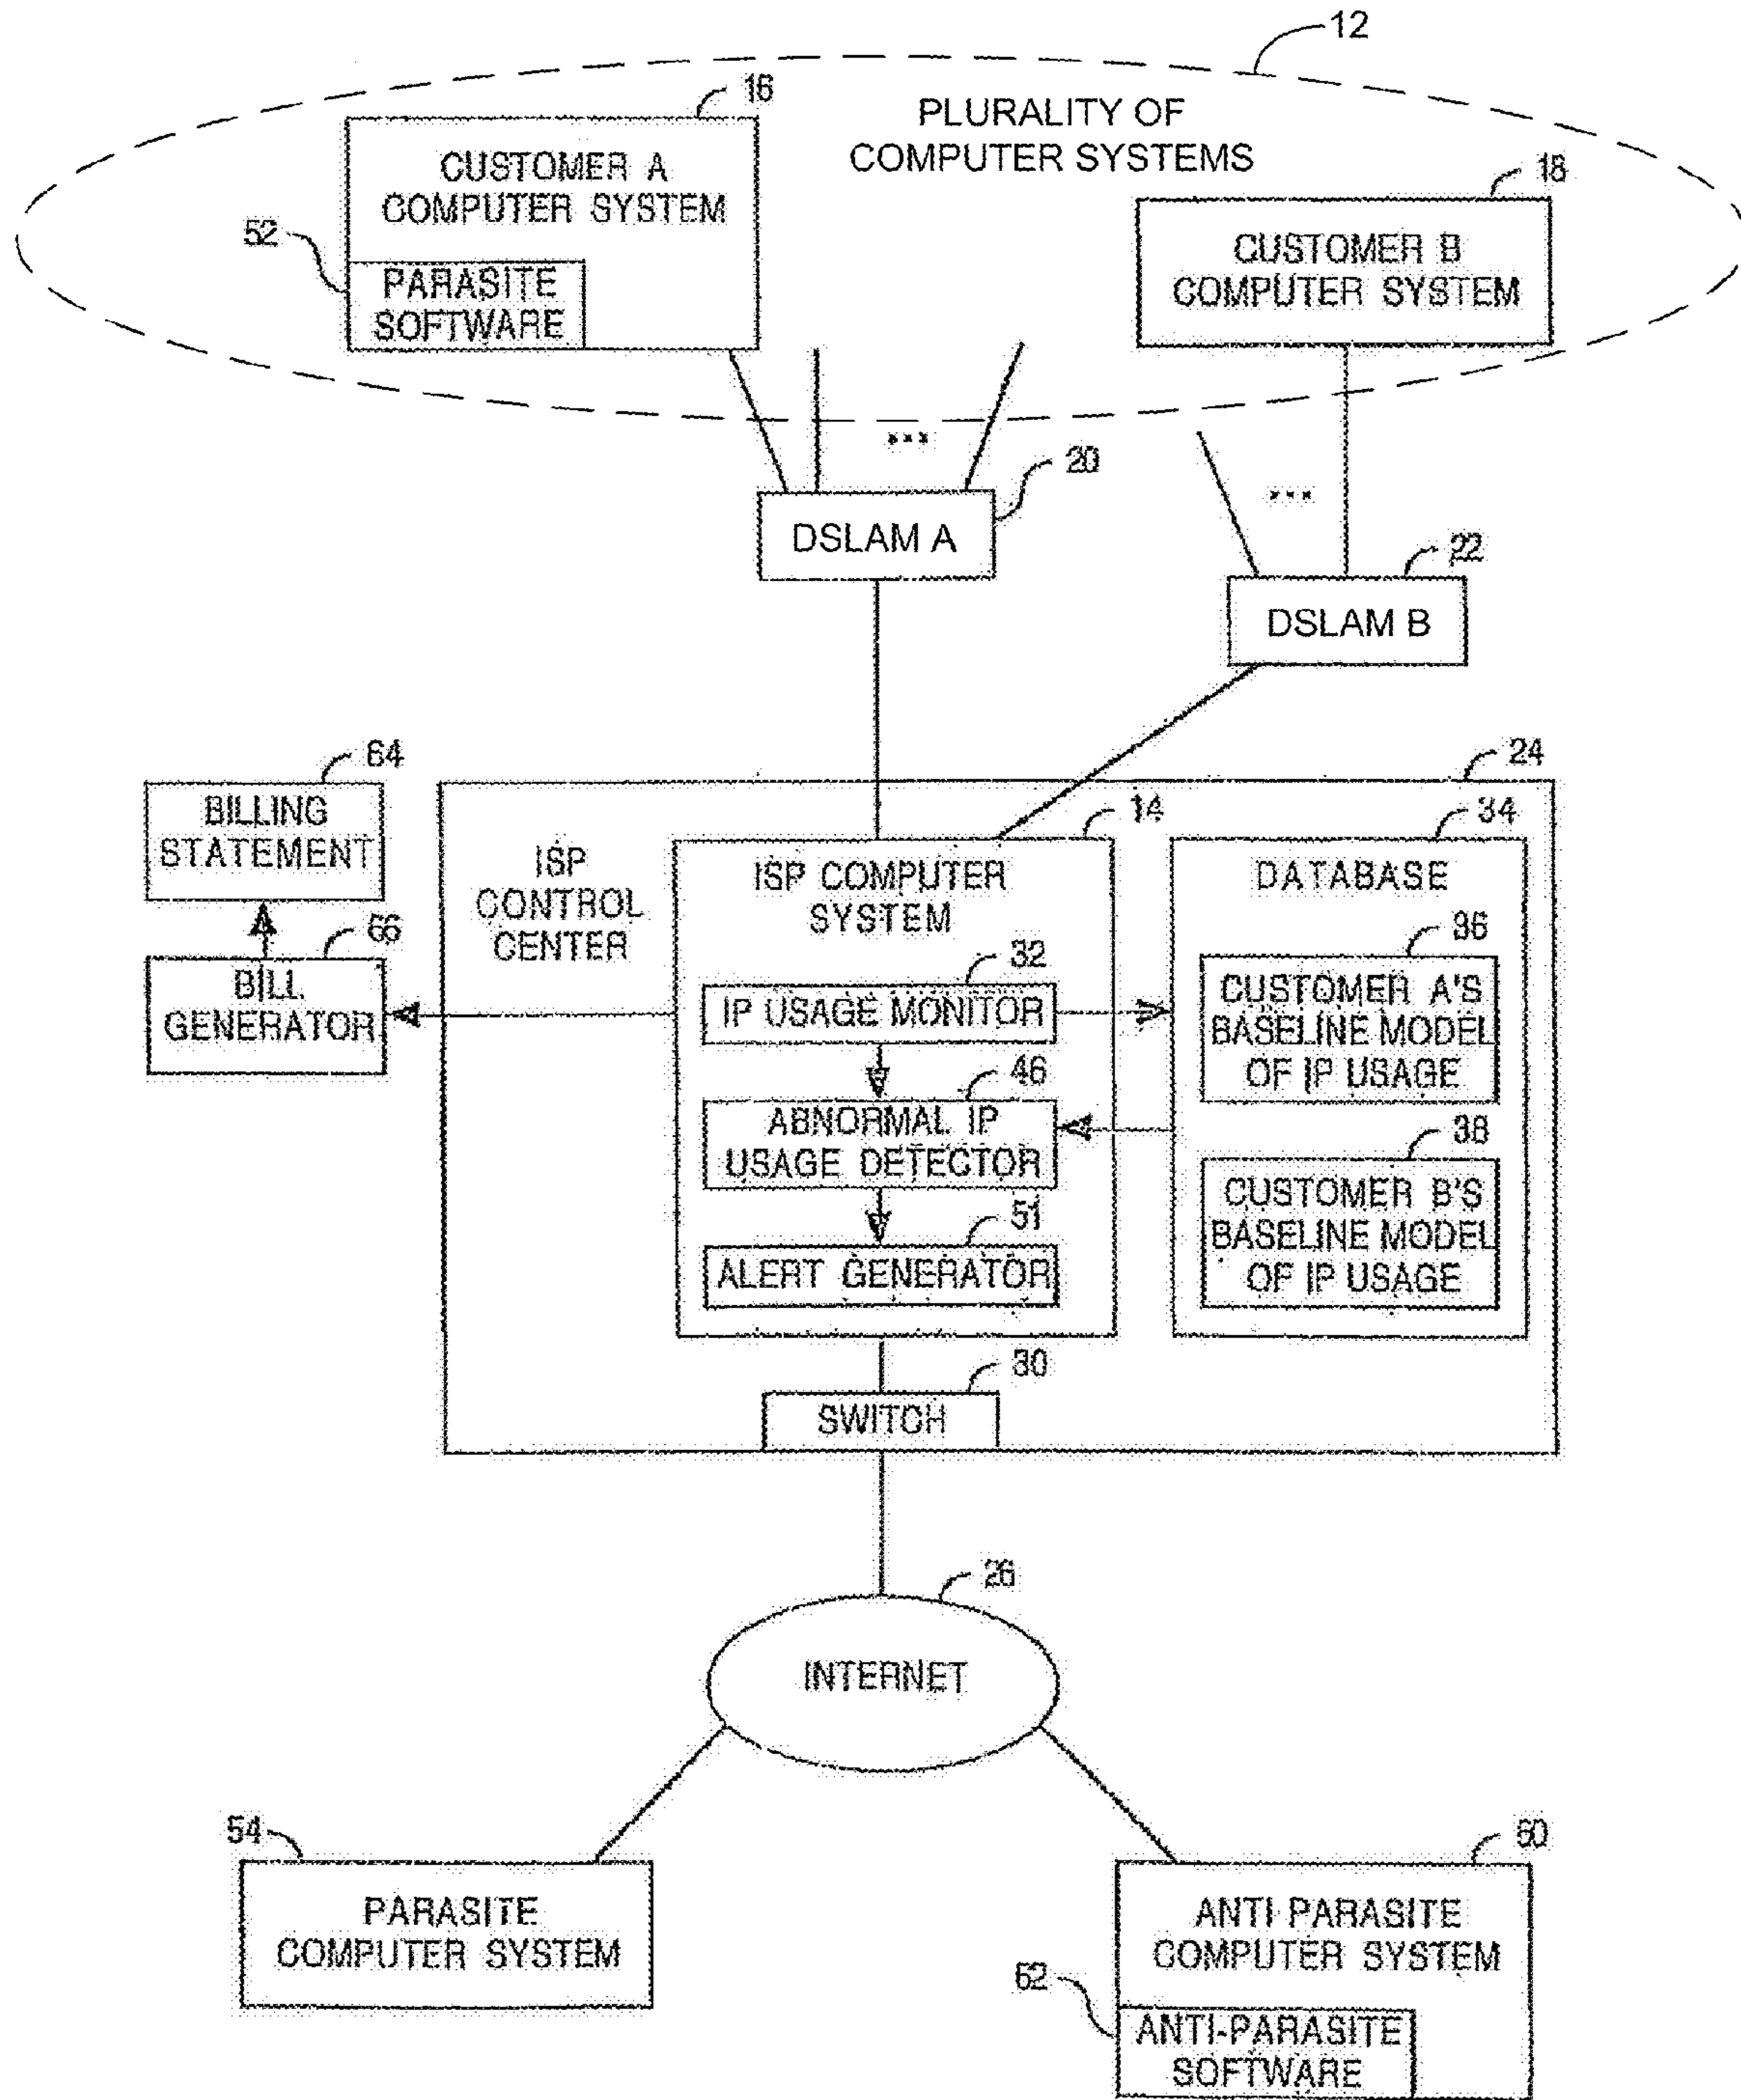 12
16
PLURALITY OF
COMPUTER SYSTEMS
CUSTOMER A
COMPUTER SYSTEM
18
52
CUSTOMER B
COMPUTER SYSTEM
PARASITE
SOFTWARE
20
DSLAM A
22
DSLAM B
64
24
BILLING
STATEMENT
14
34
ISP
CONTROL
CENTER
ISP COMPUTER
SYSTEM
DATABASE
66
BILL
GENERATOR
32
IP USAGE MONITOR
36
CUSTOMER A'S
BASELINE MODEL
OF IP USAGE
46
ABNORMAL IP
USAGE DETECTOR
38
CUSTOMER B'S
BASELINE MODEL
OF IP USAGE
51
ALERT GENERATOR
30
SWITCH
26
INTERNET
54
PARASITE
COMPUTER SYSTEM
60
ANTI PARASITE
COMPUTER SYSTEM
62
ANTI-PARASITE
SOFTWARE